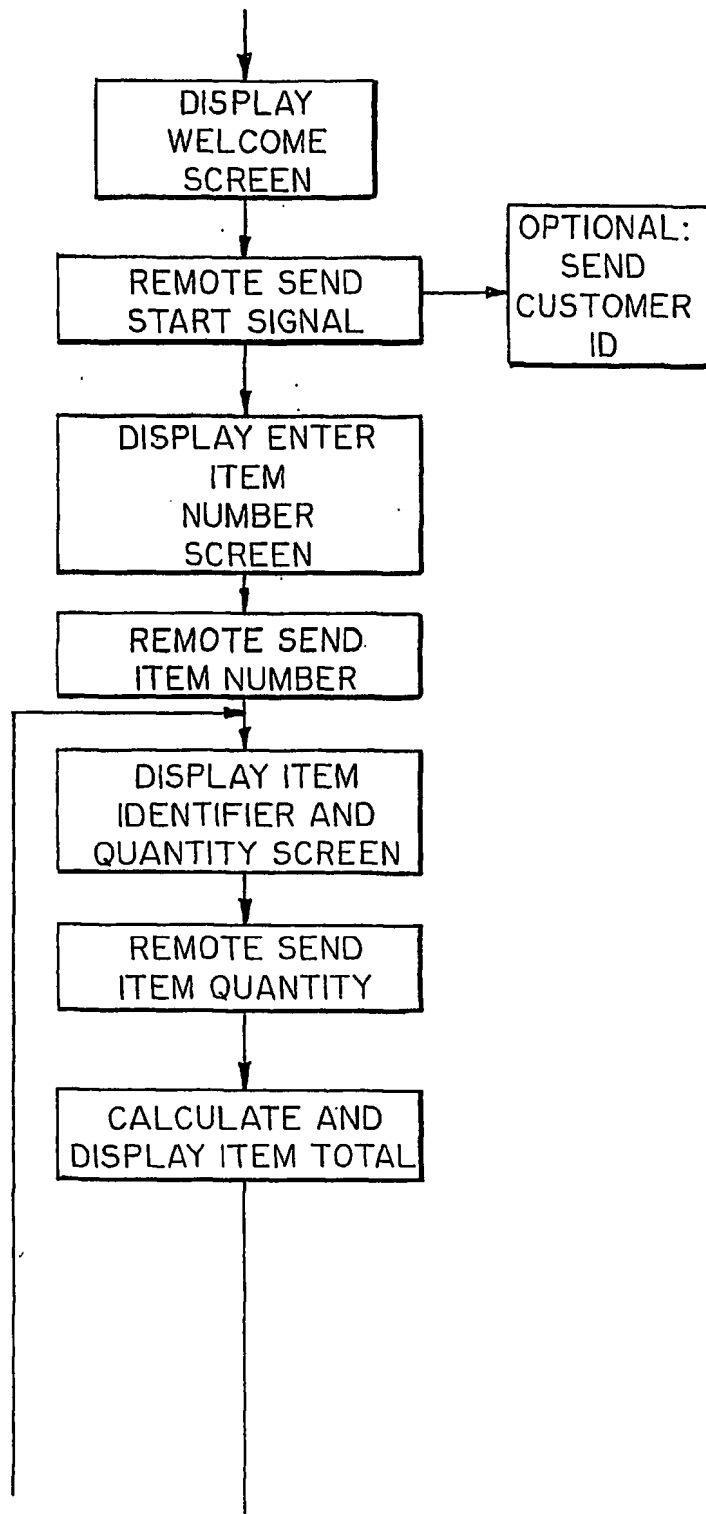 DISPLAY
WELCOME
SCREEN
REMOTE SEND
START SIGNAL
OPTIONAL:
SEND
CUSTOMER
ID
DISPLAY ENTER
ITEM
NUMBER
SCREEN
REMOTE SEND
ITEM NUMBER
DISPLAY ITEM
IDENTIFIER AND
QUANTITY SCREEN
REMOTE SEND
ITEM QUANTITY
CALCULATE AND
DISPLAY ITEM TOTAL